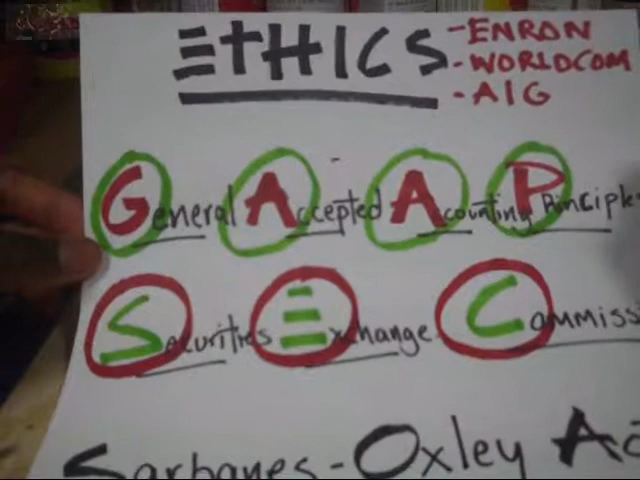 ETHICS
- ENRON
- WORLDCOM
- AIG
General Accepted Acounting Principle
Securities Exchange Commiss
Sarbanes-Oxley Ac